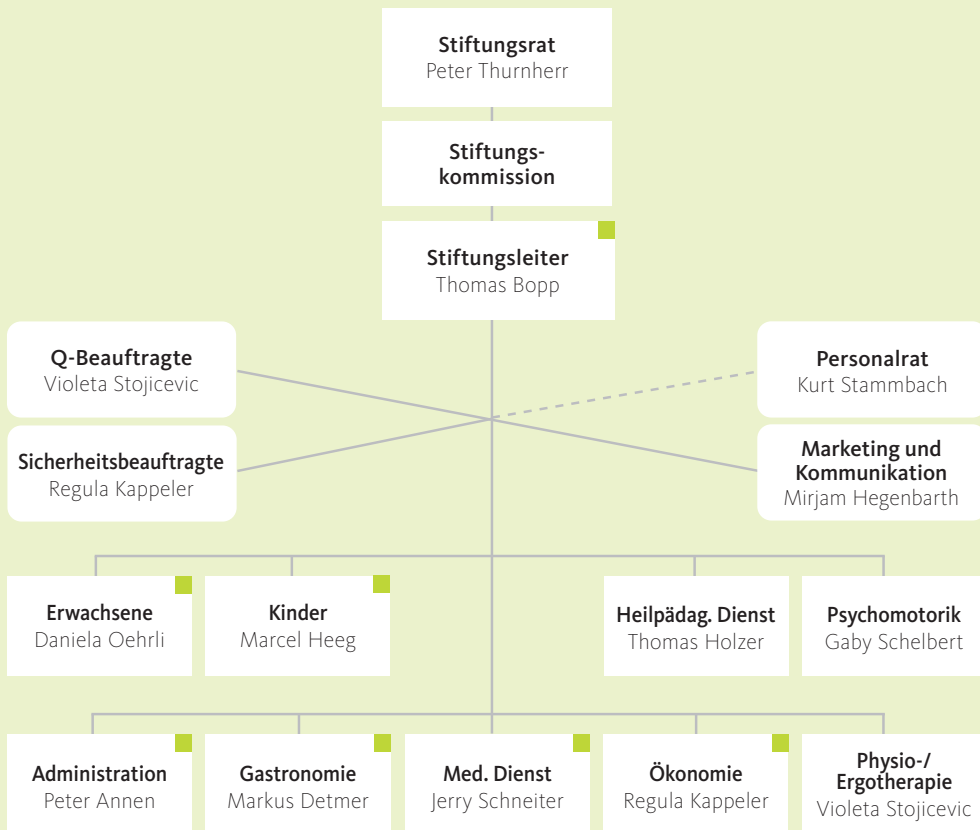 Stiftungsrat
Peter Thurnherr
Stiftungs-
kommission
Stiftungsleiter
Thomas Bopp
Q-Beauftragte
Violeta Stojicevic
Personalrat
Kurt Stammbach
Sicherheitsbeauftragte
Regula Kappeler
Marketing und
Kommunikation
Mirjam Hegenbarth
Erwachsene
Daniela Oehrli
Kinder
Marcel Heeg
Heilpädag. Dienst
Thomas Holzer
Psychomotorik
Gaby Schelbert
Administration
Peter Annen
Gastronomie
Markus Detmer
Med. Dienst
Jerry Schneiter
Ökonomie
Regula Kappeler
Physio-/
Ergotherapie
Violeta Stojicevic